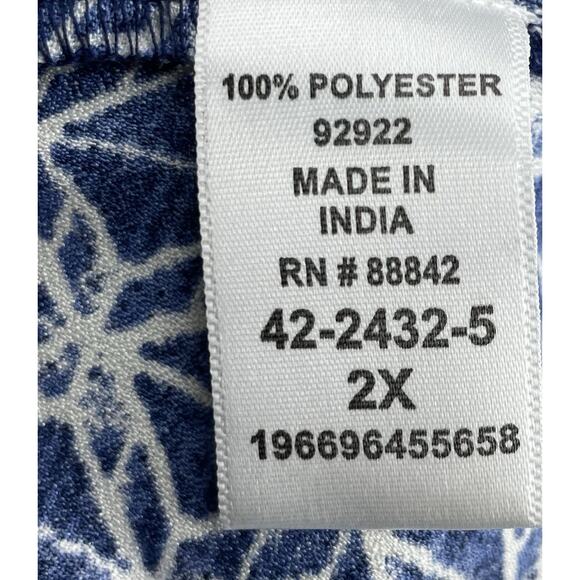 100% POLYESTER
92922
MADE IN
INDIA
RN # 88842
42-2432-5
2X
196696455658